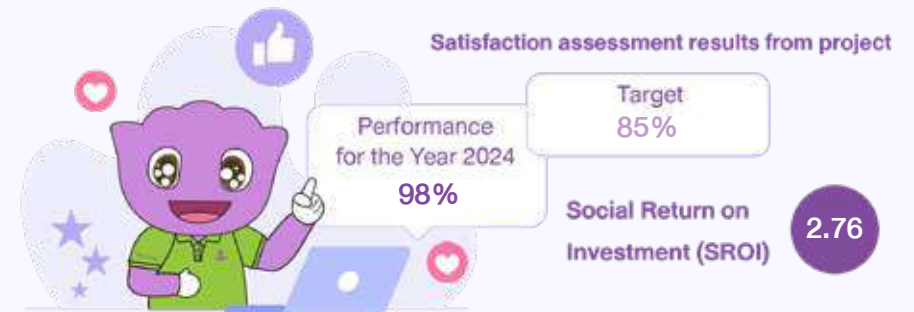 Satisfaction assessment results from project
Target
85%
Performance
for the Year 2024
98%
Social Return on
Investment (SROI)
2.76